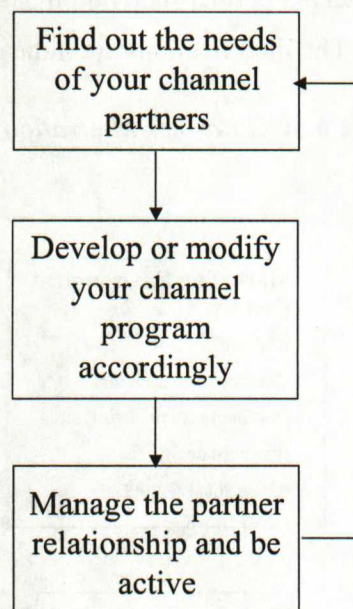 Find out the needs
of your channel
partners
Develop or modify
your channel
program
accordingly
Manage the partner
relationship and be
active